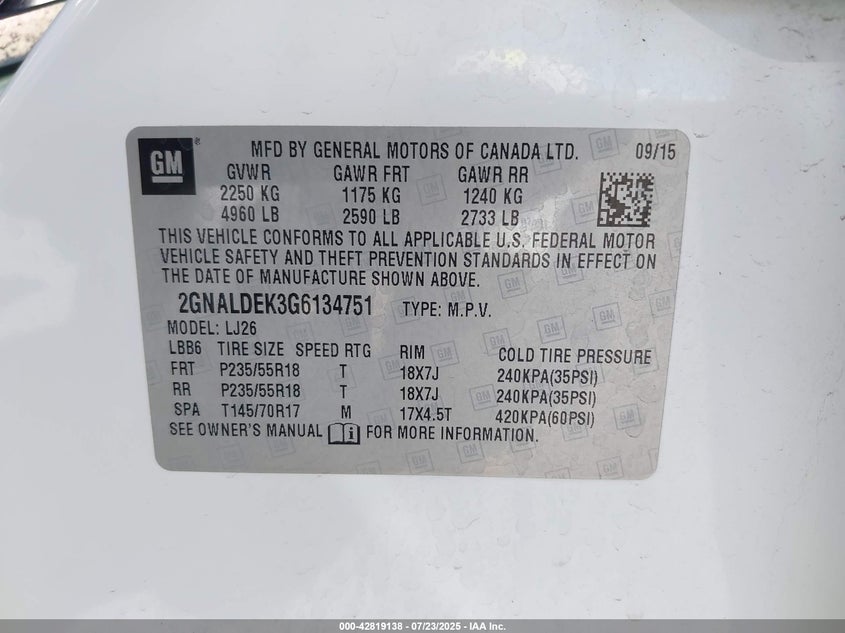 GM ® MFD BY GENERAL MOTORS OF CANADA LTD. 09/15
GVWR GAWR FRT GAWR RR
2250 KG 1175 KG 1240 KG
4960 LB 2590 LB 2733 LB
THIS VEHICLE CONFORMS TO ALL APPLICABLE U.S. FEDERAL MOTOR
VEHICLE SAFETY AND THEFT PREVENTION STANDARDS IN EFFECT ON
THE DATE OF MANUFACTURE SHOWN ABOVE.
2GNALDEK3G6134751 TYPE: M.P.V.
MODEL: LJ26
LBB6 TIRE SIZE SPEED RTG RIM COLD TIRE PRESSURE
FRT P235/55R18 T 18X7J 240KPA(35PSI)
RR P235/55R18 T 18X7J 240KPA(35PSI)
SPA T145/70R17 M 17X4.5T 420KPA(60PSI)
SEE OWNER'S MANUAL FOR MORE INFORMATION.
000-42819138 - 07/23/2025 - IAA Inc.